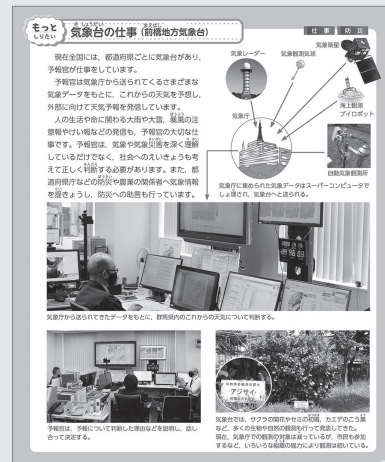 もっと
しりたい
気象台の仕事(前橋地方気象台)
仕事 防災
現在全国には、都道府県ごとに気象台があり、
予報官が仕事をしています。
予報官は気象庁から送られてくるさまざまな
気象データをもとに、これからの天気を予想し、
外部に向けて天気予報を発信しています。
人の生活や命に関わる大雨や大雪、暴風の注
意報やけい報などの発信も、予報官の大切な仕
事です。予報官は、気象や気象災害を深く理解
しているだけでなく、社会へのえいきょうも考
えて正しく判断する必要があります。また、都
道府県庁などの防災や農業の関係者へ気象情報
を提きょうし、防災への助言も行っています。
気象レーダー
気象観測気球
気象衛星
気象庁
海上観測
ブイロボット
自動気象観測所
気象庁に集められた気象データはスーパーコンピュータで
しょ理され、気象台へと送られる。
気象庁から送られてきたデータをもとに、群馬県内のこれからの天気について判断する。
予報官は、予報について判断した理由などを説明し、話し
合って決定する。
アジサイ
気象台では、サクラの開花やセミの初鳴、カエデのこう葉
など、多くの生物や自然の観測も行って発表してきた。
現在、気象庁での観測の対象は減っているが、市民も参加
するなど、いろいろな組織の協力により観測は続いている。